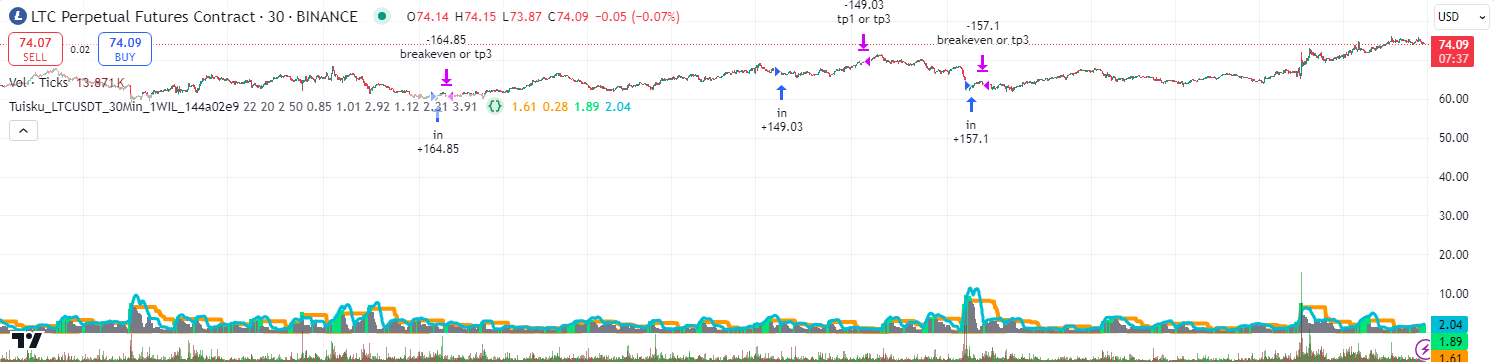 LTC Perpetual Futures Contract · 30 · BINANCE O74.14 H74.15 L73.87 C74.09 −0.05 (−0.07%)
USD
74.07
SELL
0.02
74.09
BUY
Vol · Ticks 13.871 K
Tuisku_LTCUSDT_30Min_1WIL_144a02e9 22 20 2 50 0.85 1.01 2.92 1.12 2.31 3.91 {} 1.61 0.28 1.89 2.04
-164.85
breakeven or tp3
in
+164.85
-149.03
tp1 or tp3
in
+149.03
-157.1
breakeven or tp3
in
+157.1
74.09
07:37
60.00
50.00
40.00
30.00
20.00
10.00
2.04
1.89
1.61